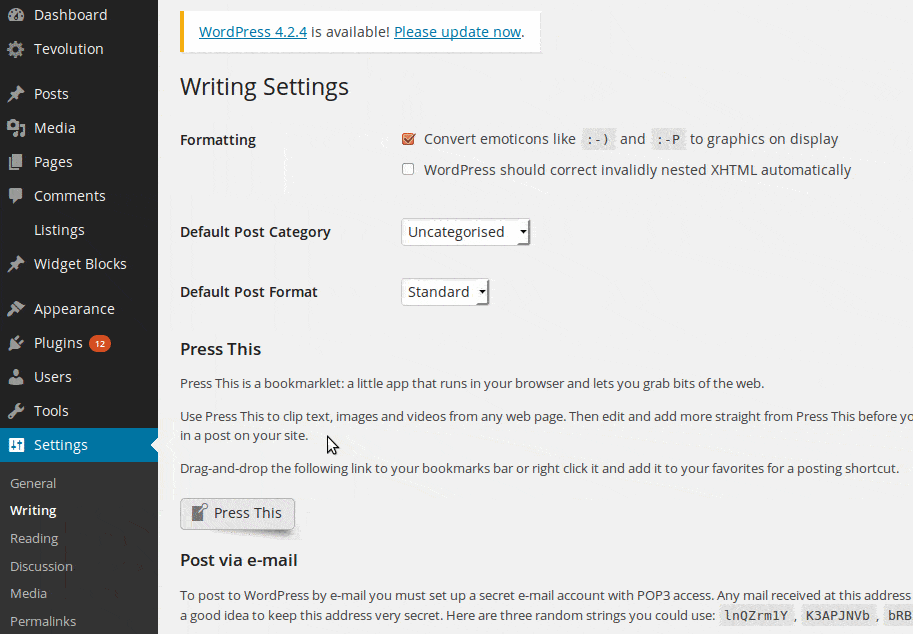 Dashboard
Tevolution
Posts
Media
Pages
Comments
Listings
Widget Blocks
Appearance
Plugins 12
Users
Tools
Settings
General
Writing
Reading
Discussion
Media
Permalinks
WordPress 4.2.4 is available! Please update now.
Writing Settings
Formatting
Convert emoticons like :-) and :-P to graphics on display
WordPress should correct invalidly nested XHTML automatically
Default Post Category Uncategorised
Default Post Format Standard
Press This
Press This is a bookmarklet: a little app that runs in your browser and lets you grab bits of the web.
Use Press This to clip text, images and videos from any web page. Then edit and add more straight from Press This before
in a post on your site.
Drag-and-drop the following link to your bookmarks bar or right click it and add it to your favorites for a posting shortcut.
Press This
Post via e-mail
To post to WordPress by e-mail you must set up a secret e-mail account with POP3 access. Any mail received at this address
a good idea to keep this address very secret. Here are three random strings you could use: lnQZrm1Y , K3APJNVb ,